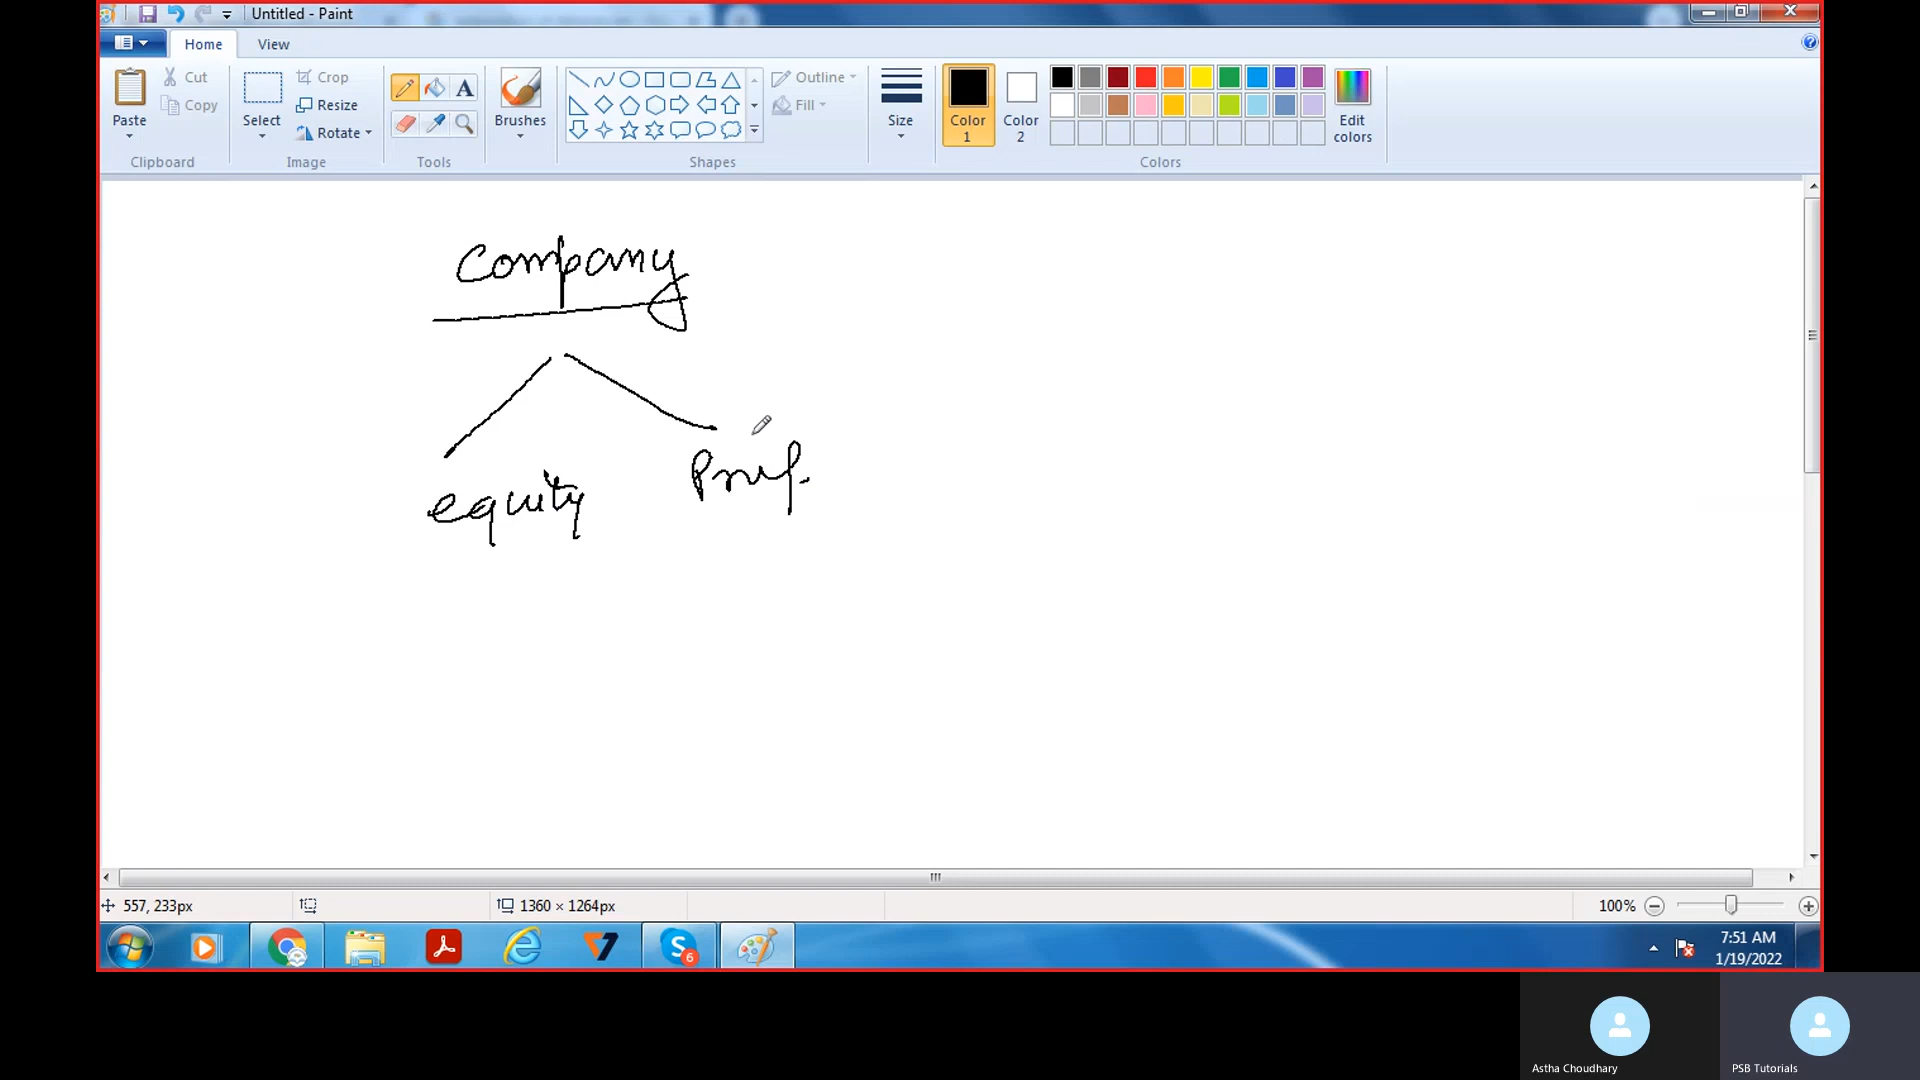 Untitled - Paint
Home
View
Paste
Cut
Copy
Clipboard
Select
Crop
Resize
Rotate
Image
A
Tools
Brushes
Shapes
Outline
Fill
Size
Color
1
Color
2
Edit
colors
Colors
Company
equity
Pref.
557, 233px
1360 × 1264px
100%
6
7:51 AM
1/19/2022
Astha Choudhary
PSB Tutorials